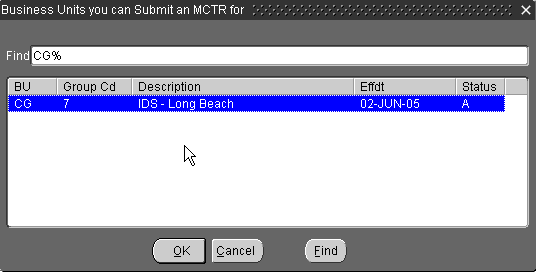 Business Units you can Submit an MCTR for
Find CG%
BU Group Cd Description Effdt Status
CG 7 IDS - Long Beach 02-JUN-05 A
OK Cancel Find